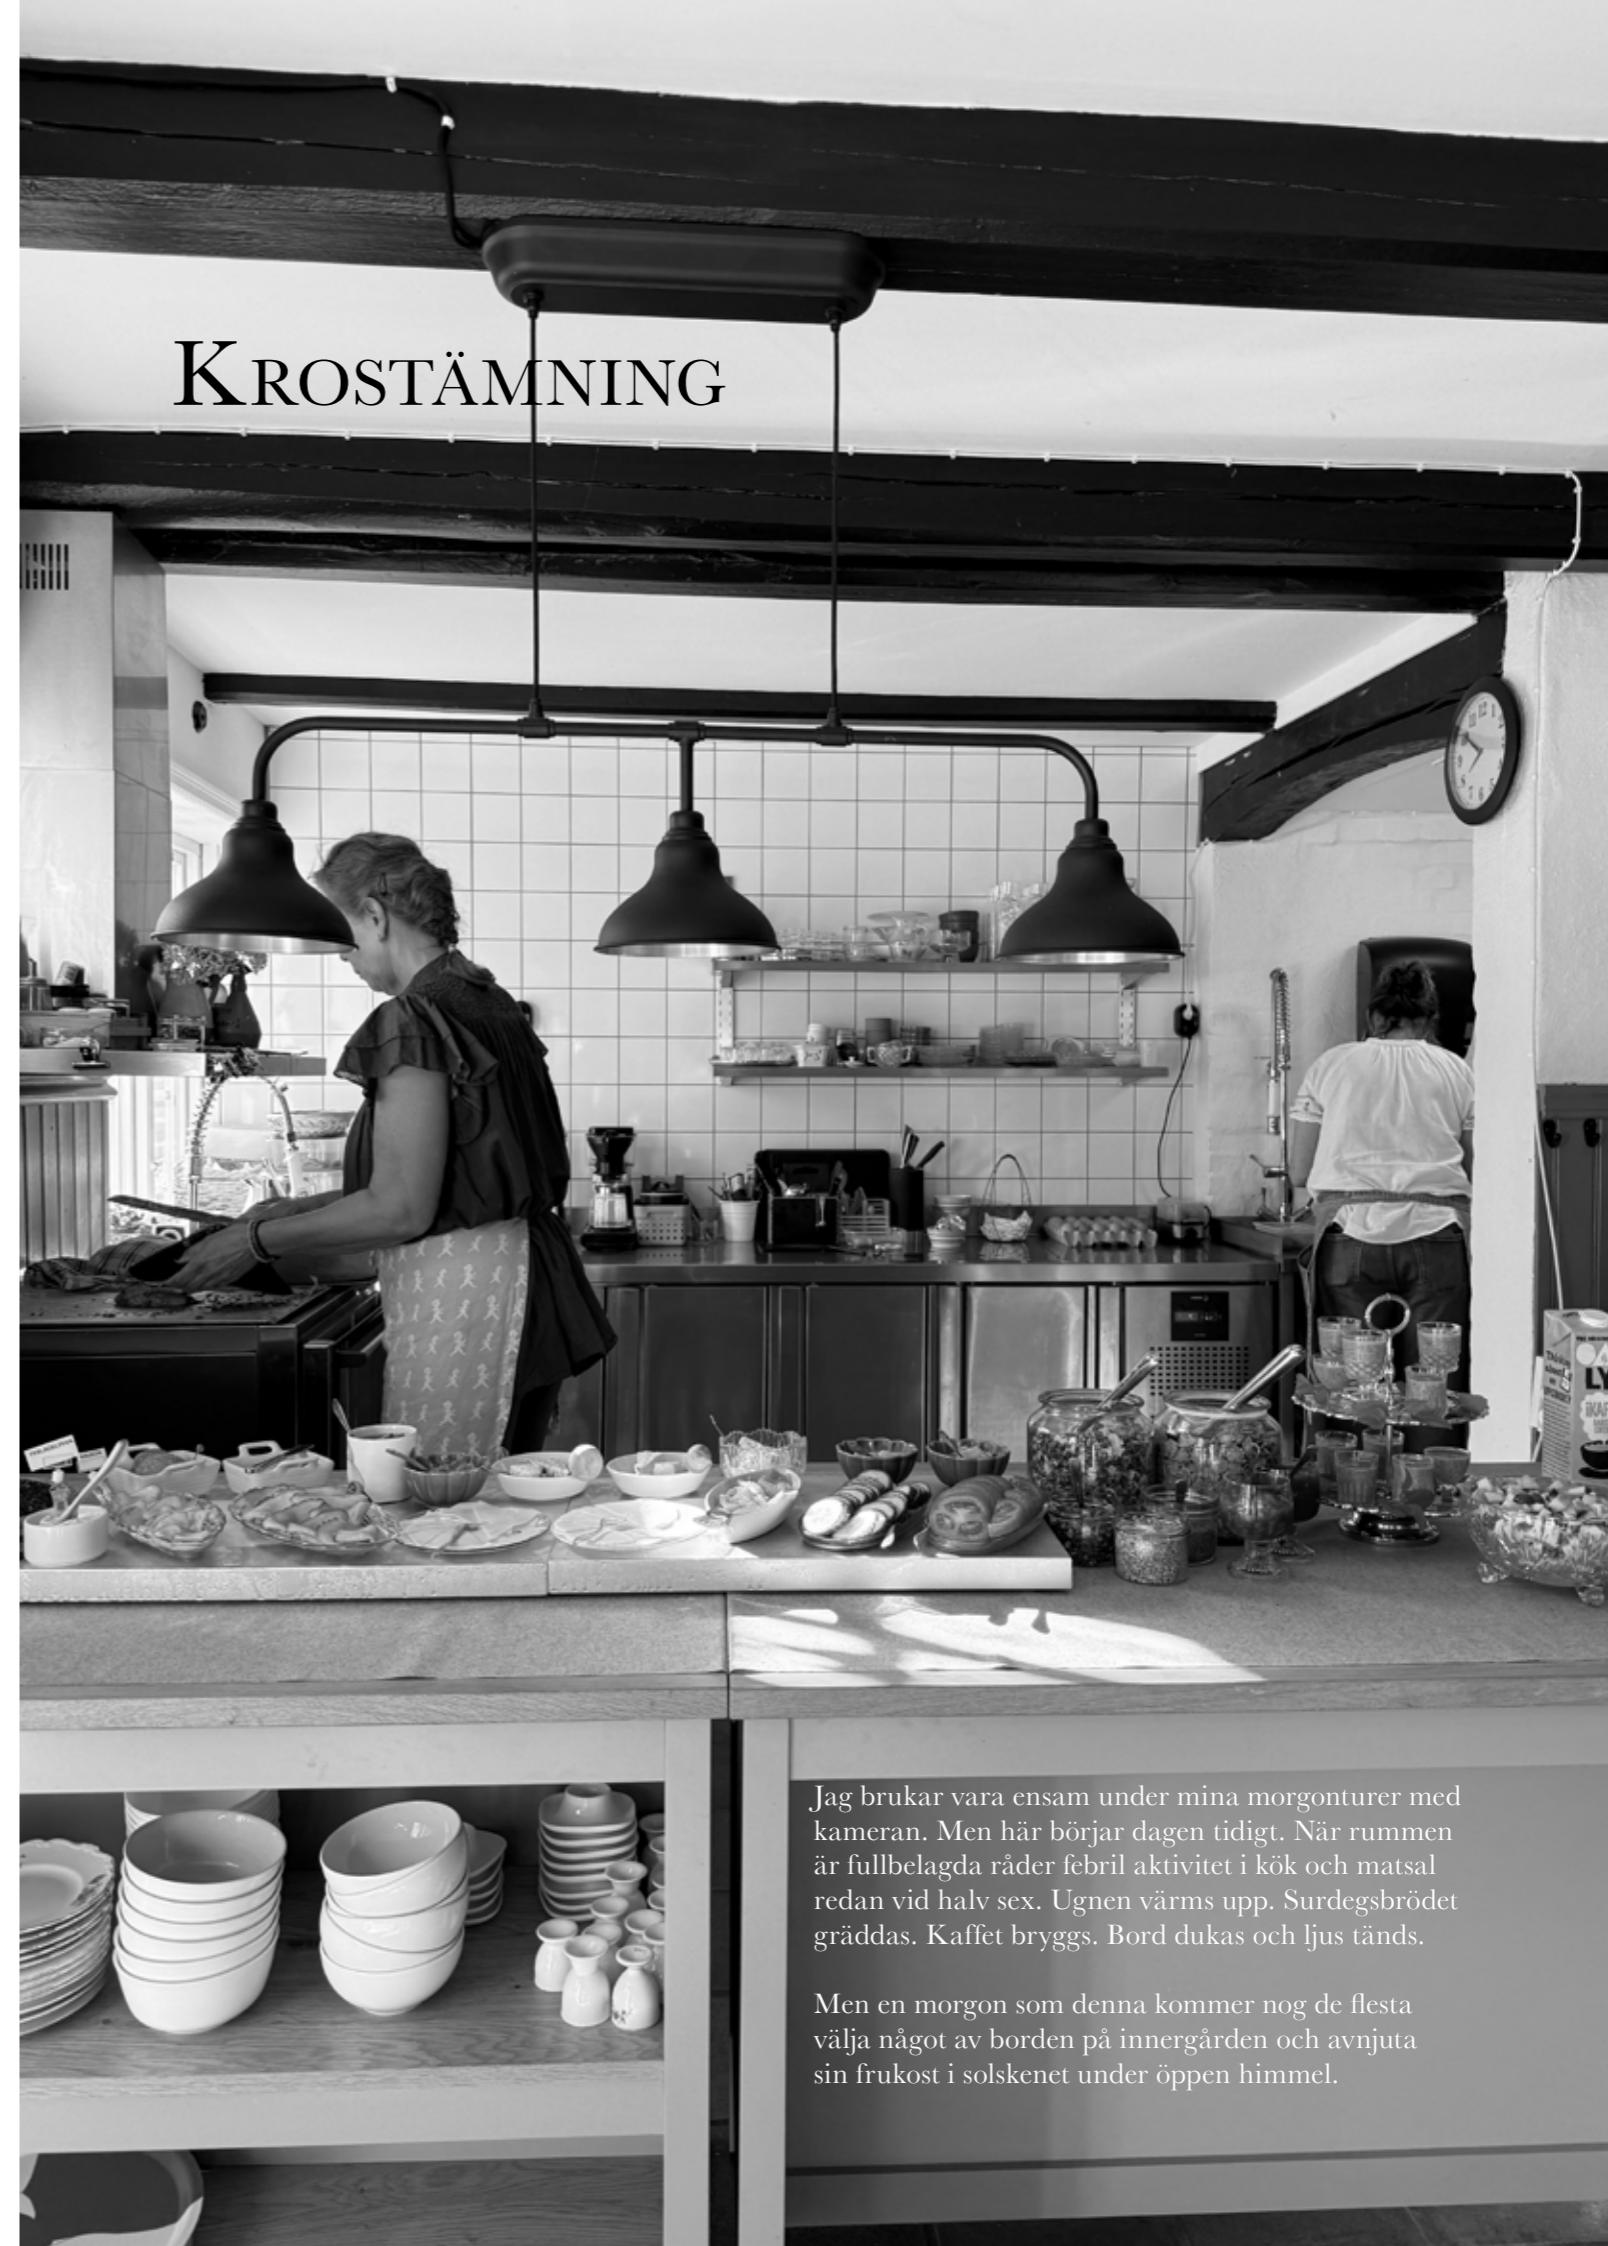 KROSTÄMNING
12
LY
Jag brukar vara ensam under mina morgonturer med
kameran. Men här börjar dagen tidigt. När rummen
är fullbelagda råder febril aktivitet i kök och matsal
redan vid halv sex. Ugnen värms upp. Surdegsbrödet
gräddas. Kaffet bryggs. Bord dukas och ljus tänds.
Men en morgon som denna kommer nog de flesta
välja något av borden på innergården och avnjuta
sin frukost i solskenet under öppen himmel.